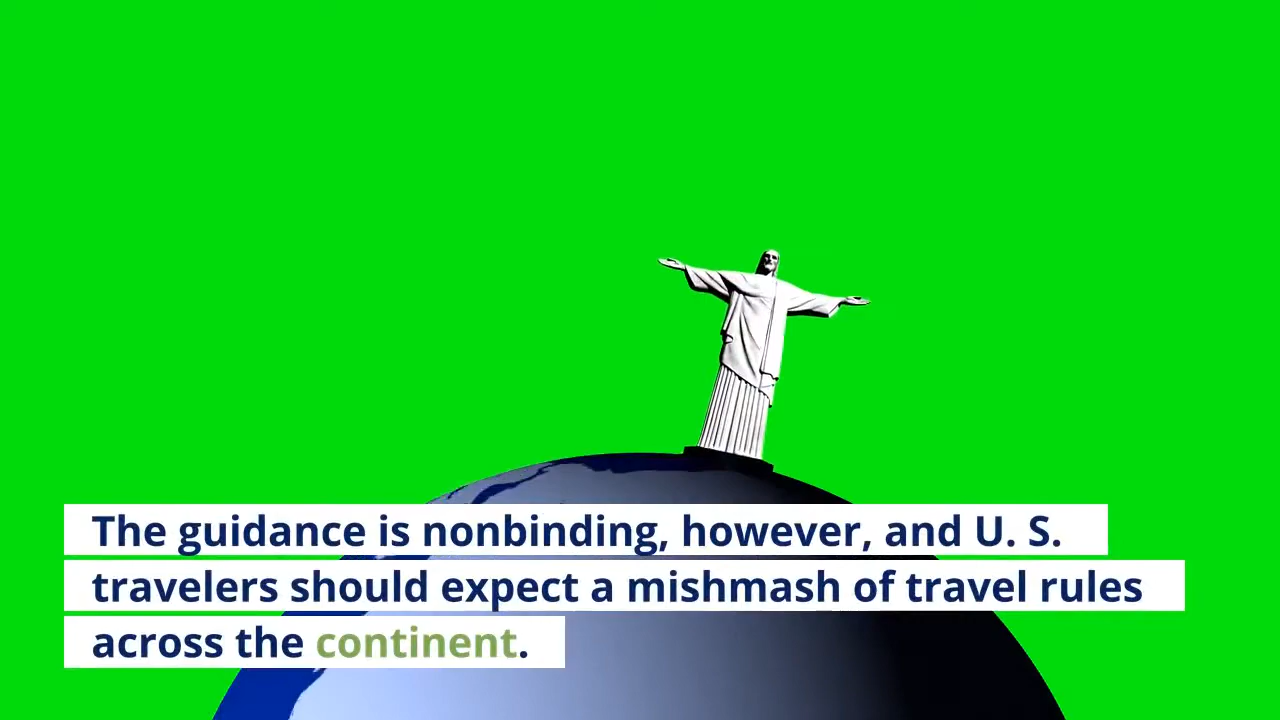 The guidance is nonbinding, however, and U. S.
travelers should expect a mishmash of travel rules
across the continent.